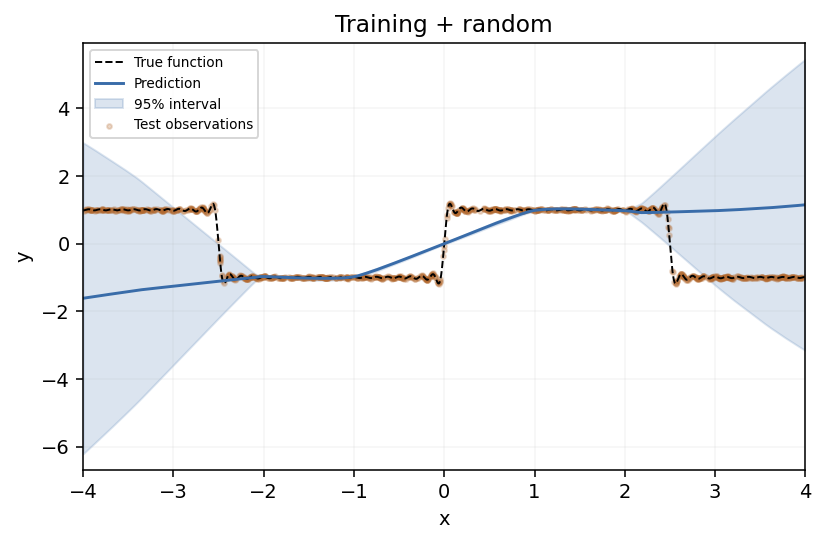 Training + random
True function
Prediction
95% interval
Test observations
y
4
2
0
−2
−4
−6
−4 −3 −2 −1 0 1 2 3 4
x